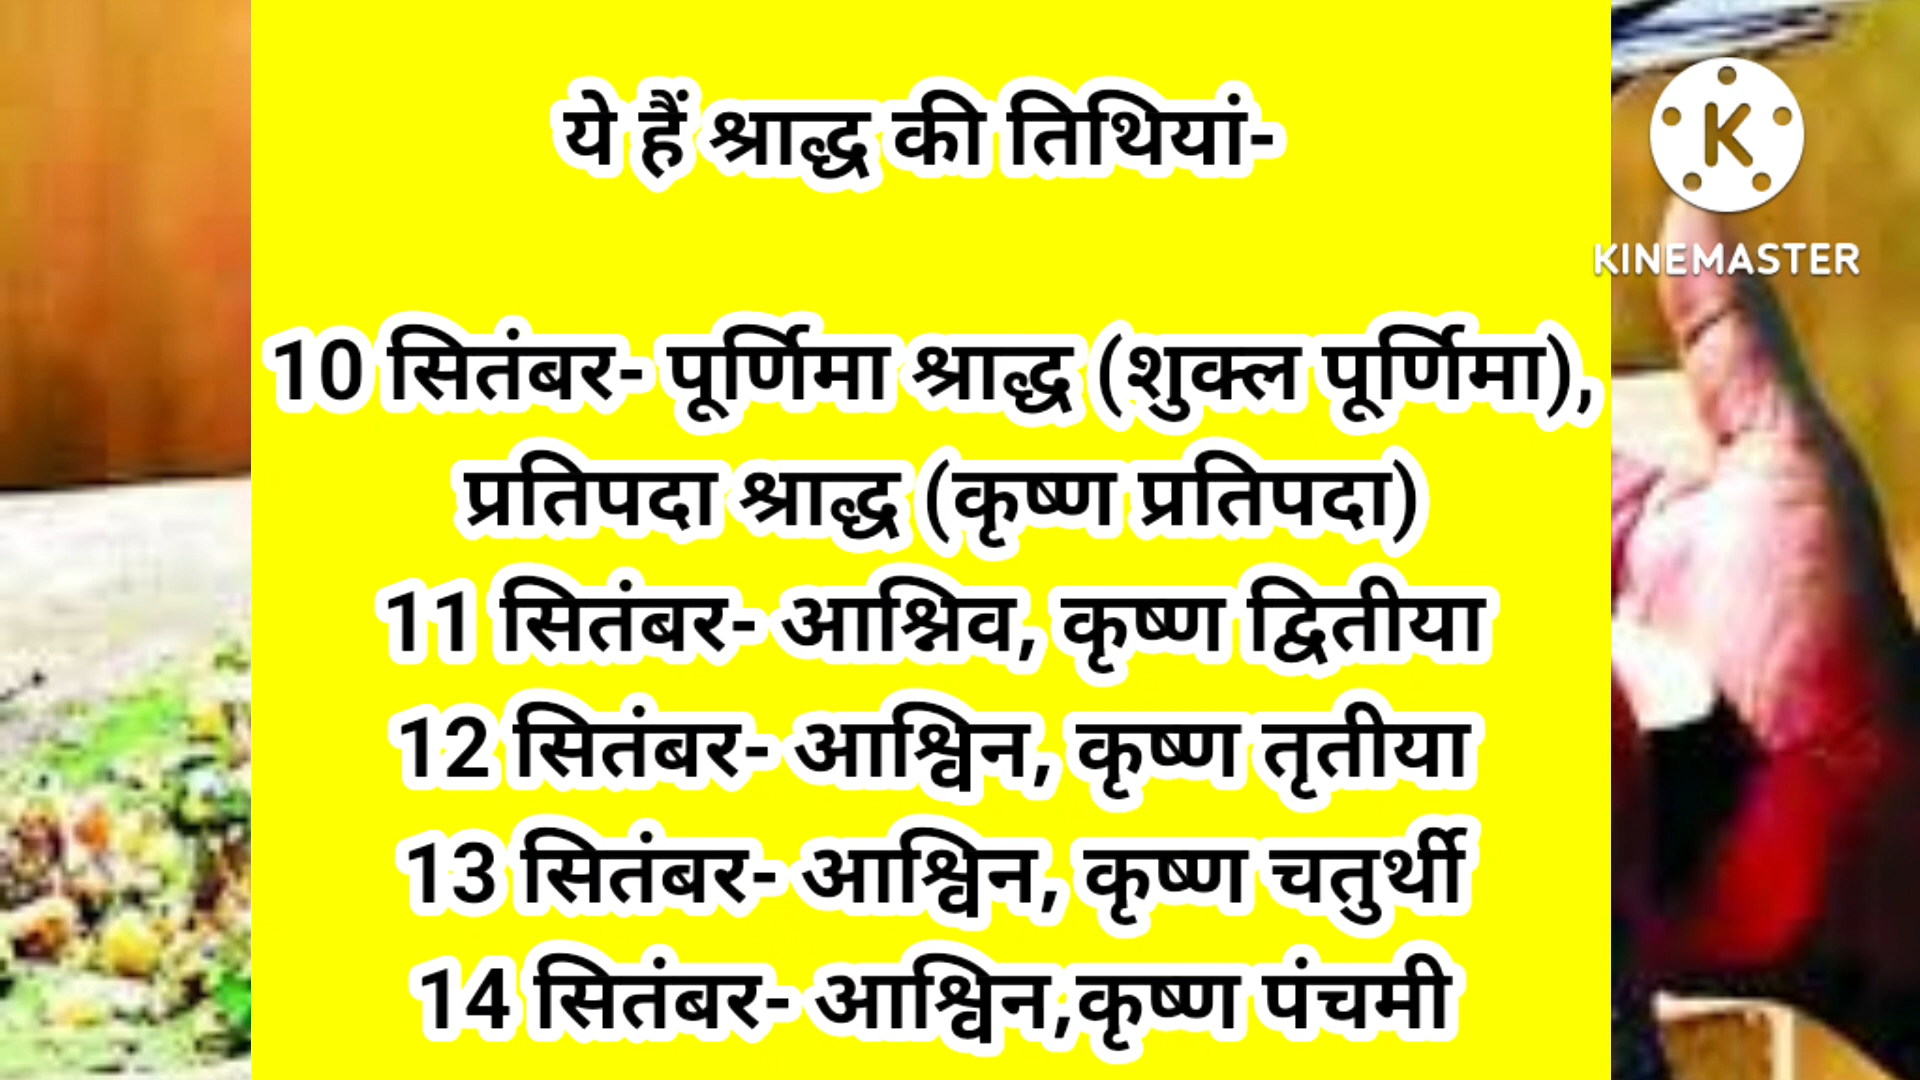 ये हैं श्राद्ध की तिथियां-
K
KINEMASTER
10 सितंबर- पूर्णिमा श्राद्ध (शुक्ल पूर्णिमा),
प्रतिपदा श्राद्ध (कृष्ण प्रतिपदा)
11 सितंबर- आश्निव, कृष्ण द्वितीया
12 सितंबर- आश्विन, कृष्ण तृतीया
13 सितंबर- आश्विन, कृष्ण चतुर्थी
14 सितंबर- आश्विन,कृष्ण पंचमी